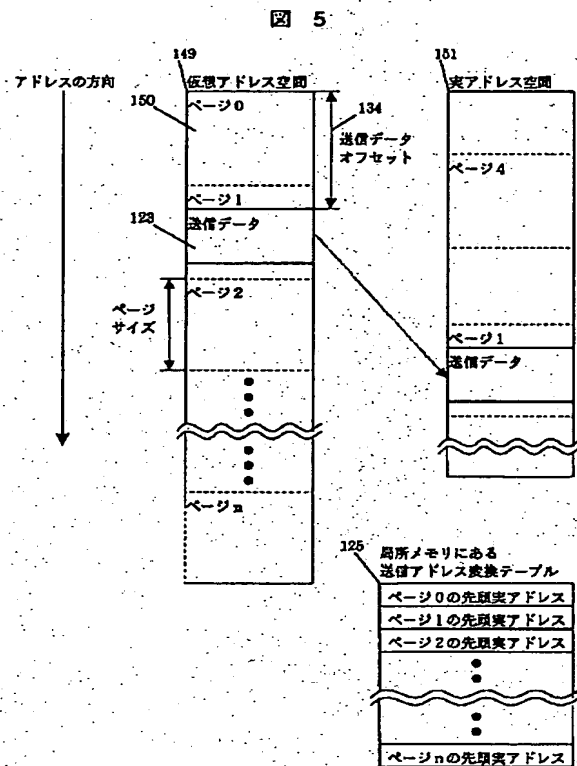 図 5
アドレスの方向
149
仮想アドレス空間
150
ページ0
134
送信データ
オフセット
ページ1
123
送信データ
ページ2
ページ
サイズ
ページn
151
実アドレス空間
ページ4
ページ1
送信データ
125
局所メモリにある
送信アドレス変換テーブル
ページ0の先頭実アドレス
ページ1の先頭実アドレス
ページ2の先頭実アドレス
ページnの先頭実アドレス